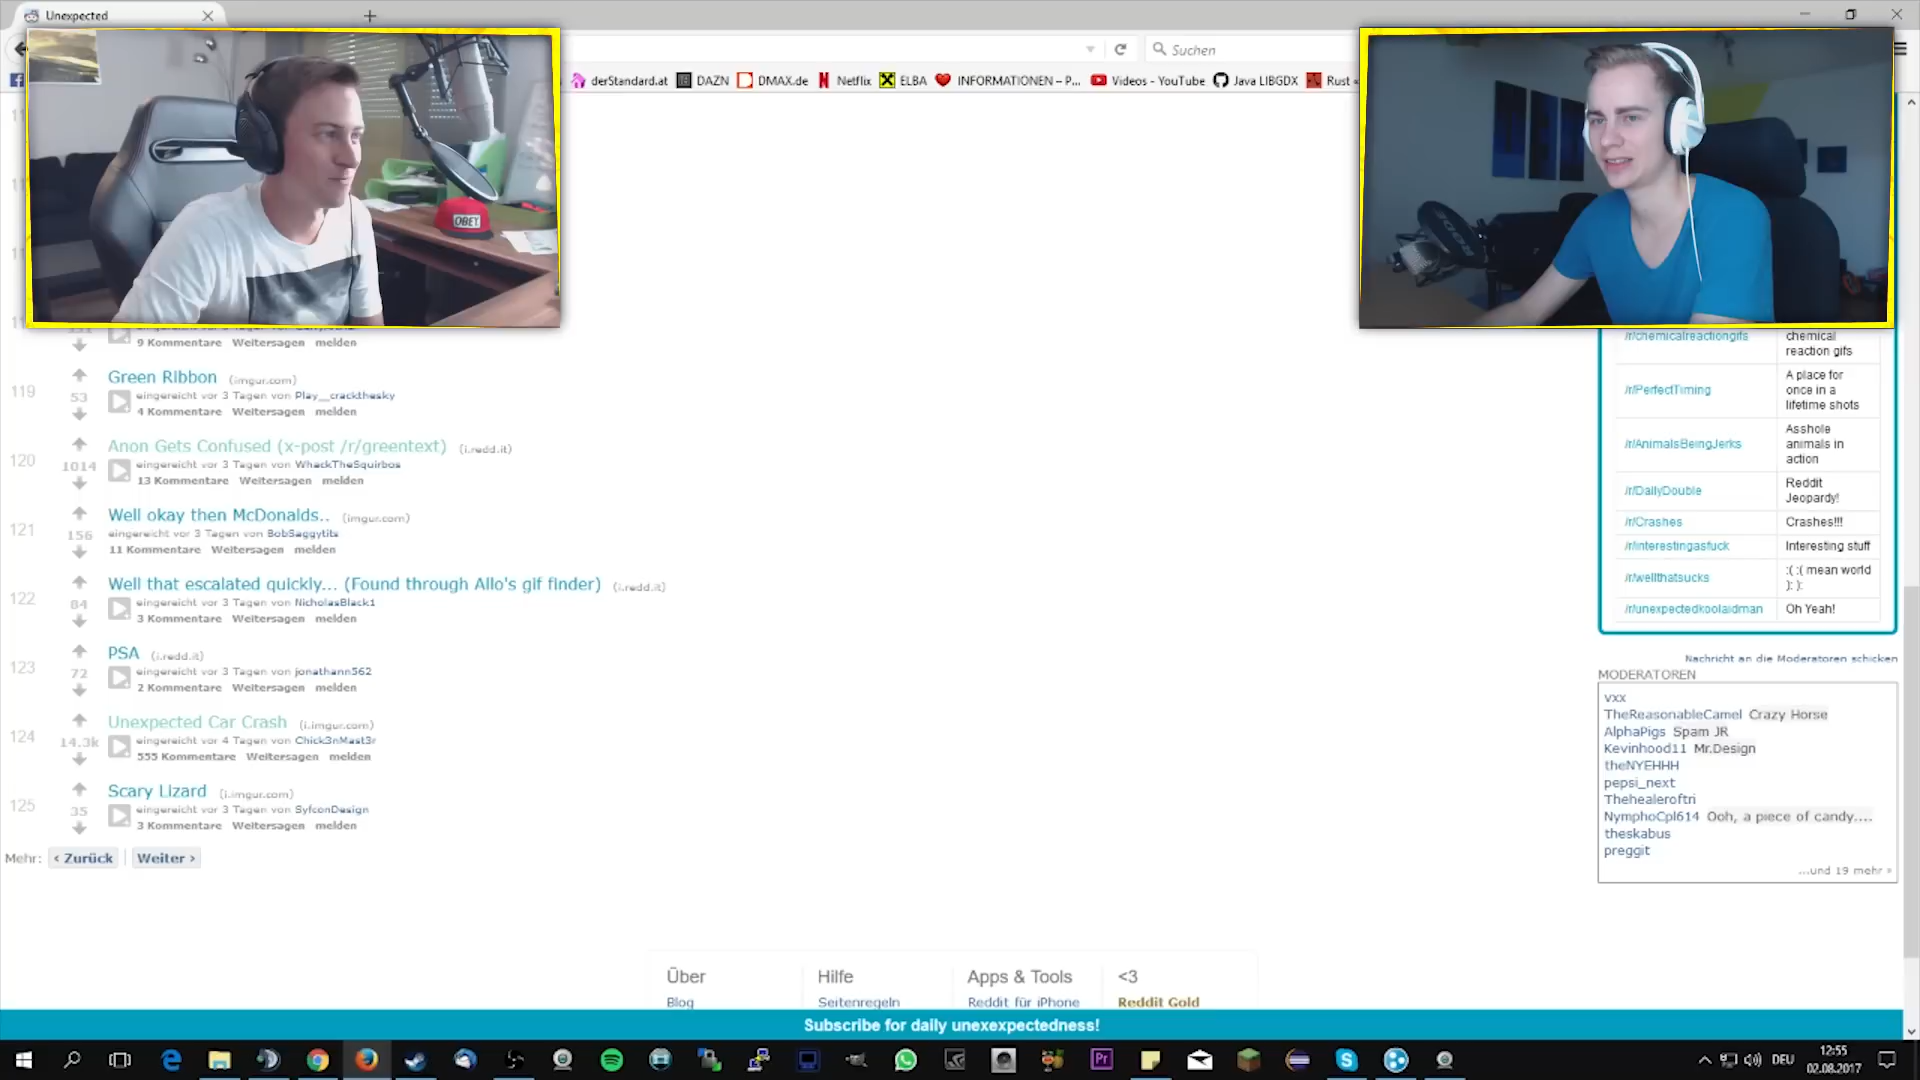 Unexpected
Suchen
derStandard.at DAZN DMAX.de Netflix ELBA INFORMATIONEN – P... Videos - YouTube Java LIBGDX Rust
OBEY
9 Kommentare Weitersagen melden
119
53
Green Ribbon (imgur.com)
eingereicht vor 3 Tagen von Play__crackthesky
4 Kommentare Weitersagen melden
120
1014
Anon Gets Confused (x-post /r/greentext) (i.redd.it)
eingereicht vor 3 Tagen von WhackTheSquirbos
13 Kommentare Weitersagen melden
121
156
Well okay then McDonalds.. (imgur.com)
eingereicht vor 3 Tagen von BobSaggytits
11 Kommentare Weitersagen melden
122
84
Well that escalated quickly... (Found through Allo's gif finder) (i.redd.it)
eingereicht vor 3 Tagen von NicholasBlack1
3 Kommentare Weitersagen melden
123
72
PSA (i.redd.it)
eingereicht vor 3 Tagen von jonathann562
2 Kommentare Weitersagen melden
124
14.3k
Unexpected Car Crash (i.imgur.com)
eingereicht vor 4 Tagen von Chick3nMast3r
555 Kommentare Weitersagen melden
125
35
Scary Lizard (i.imgur.com)
eingereicht vor 3 Tagen von SyfconDesign
3 Kommentare Weitersagen melden
Mehr: ‹ Zurück Weiter ›
/r/chemicalreactiongifs chemical
reaction gifs
/r/PerfectTiming A place for
once in a
lifetime shots
/r/AnimalsBeingJerks Asshole
animals in
action
/r/DailyDouble Reddit
Jeopardy!
/r/Crashes Crashes!!!
/r/interestingasfuck Interesting stuff
/r/wellthatsucks :( :( mean world
): ):
/r/unexpectedkoolaidman Oh Yeah!
Nachricht an die Moderatoren schicken
MODERATOREN
vxx
TheReasonableCamel Crazy Horse
AlphaPigs Spam JR
Kevinhood11 Mr.Design
theNYEHHH
pepsi_next
Thehealeroftri
NymphoCpl614 Ooh, a piece of candy....
theskabus
preggit
...und 19 mehr »
Über Hilfe Apps & Tools <3
Blog Seitenregeln Reddit für iPhone Reddit Gold
Subscribe for daily unexexpectedness!
DEU
12:55
02.08.2017